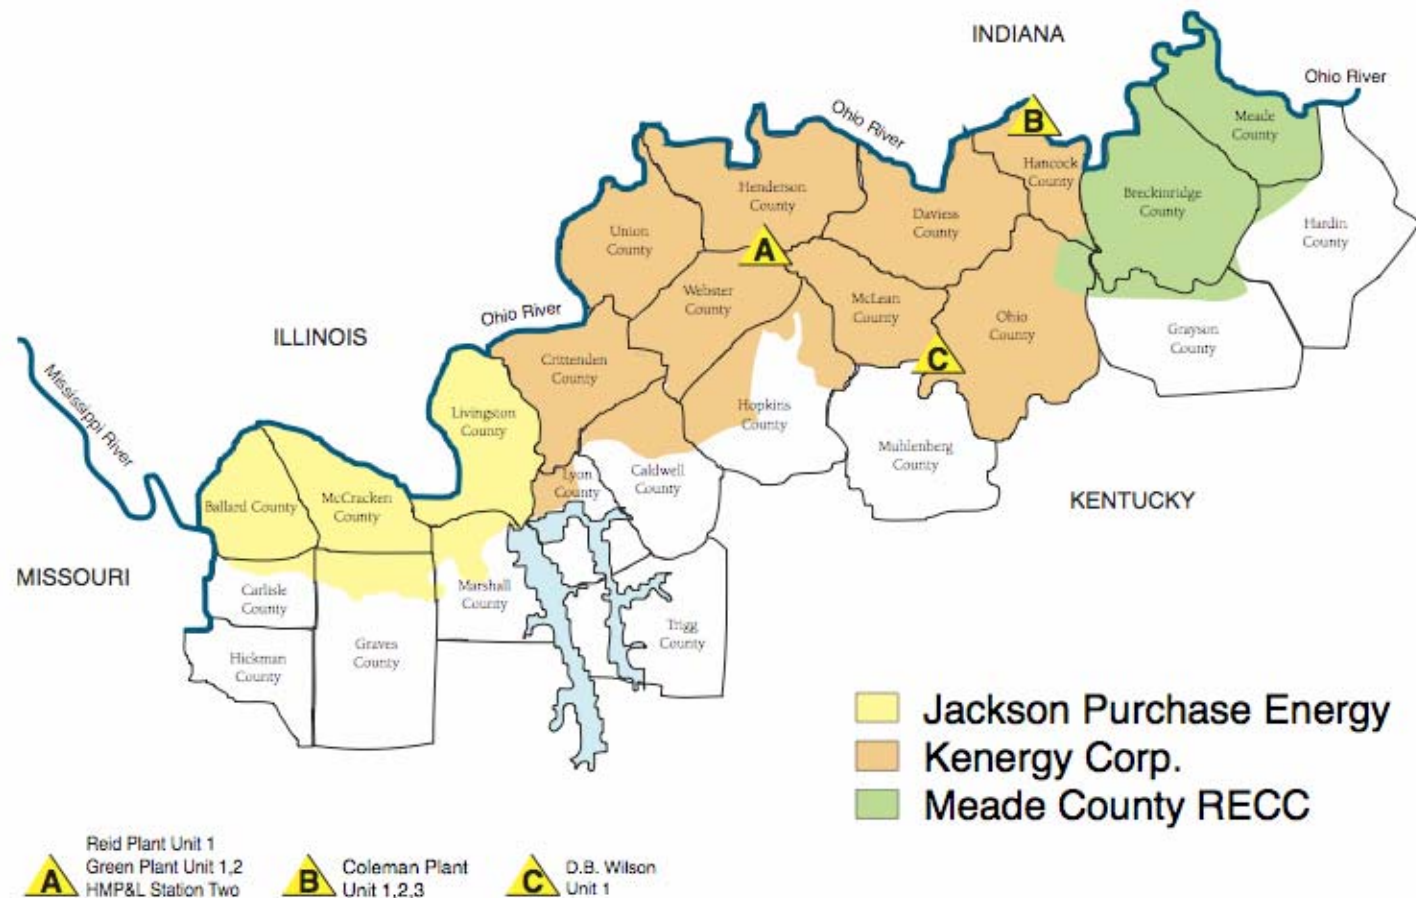 INDIANA
Ohio River
Ohio River
B
Meade
County
Hancock
County
Henderson
County
Breckinridge
County
Daviess
County
Hardin
County
Union
County
A
Webster
County
McLean
County
Ohio River
Ohio
County
Grayson
County
ILLINOIS
C
Crittenden
County
Mississippi River
Livingston
County
Hopkins
County
Muhlenberg
County
Lyon
County
Caldwell
County
Ballard County
McCracken
County
KENTUCKY
MISSOURI
Carlisle
County
Marshall
County
Trigg
County
Graves
County
Hickman
County
Jackson Purchase Energy
Kenergy Corp.
Meade County RECC
A
Reid Plant Unit 1
Green Plant Unit 1,2
HMP&L Station Two
B
Coleman Plant
Unit 1,2,3
C
D.B. Wilson
Unit 1